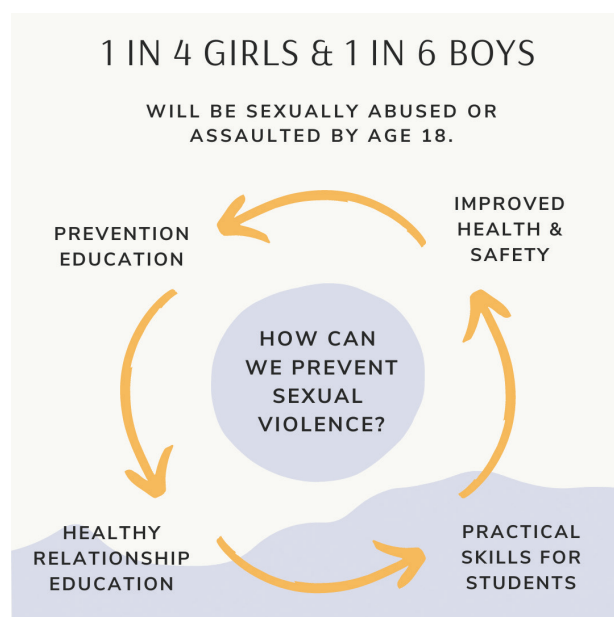 1 IN 4 GIRLS & 1 IN 6 BOYS
WILL BE SEXUALLY ABUSED OR
ASSAULTED BY AGE 18.
PREVENTION
EDUCATION
IMPROVED
HEALTH &
SAFETY
HOW CAN
WE PREVENT
SEXUAL
VIOLENCE?
HEALTHY
RELATIONSHIP
EDUCATION
PRACTICAL
SKILLS FOR
STUDENTS